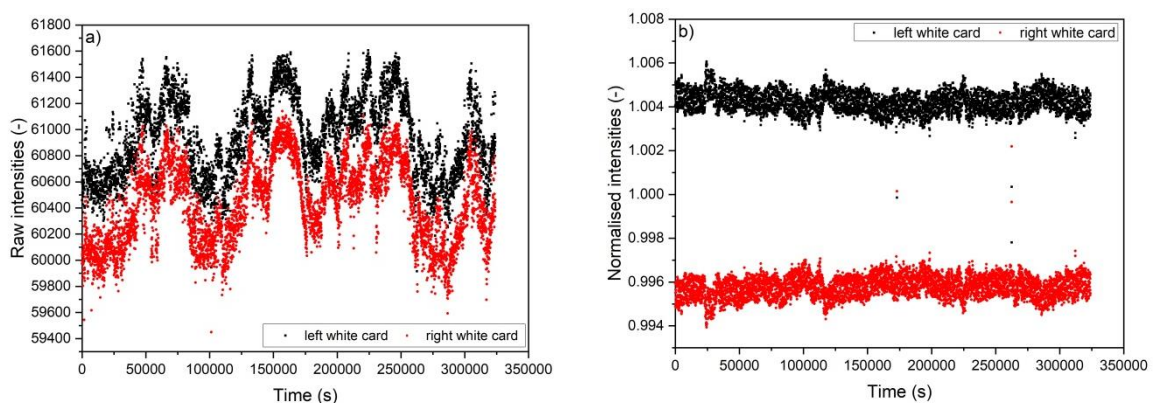 a)
61800
61600
61400
61200
61000
60800
60600
60400
60200
60000
59800
59600
59400
Raw intensities (-)
left white card right white card
0 50000 100000 150000 200000 250000 300000 350000
Time (s)
b)
left white card right white card
1.008
1.006
1.004
1.002
1.000
0.998
0.996
0.994
Normalised intensities (-)
0 50000 100000 150000 200000 250000 300000 350000
Time (s)